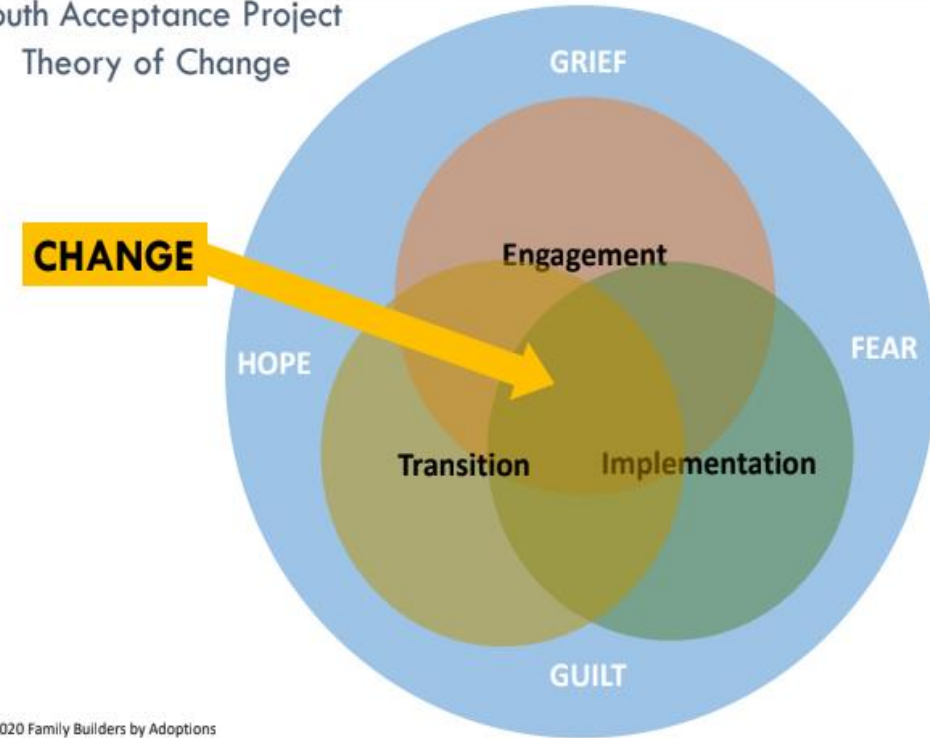 outh Acceptance Project
Theory of Change
GRIEF
Engagement
CHANGE
HOPE
FEAR
Transition
Implementation
GUILT
020 Family Builders by Adoptions